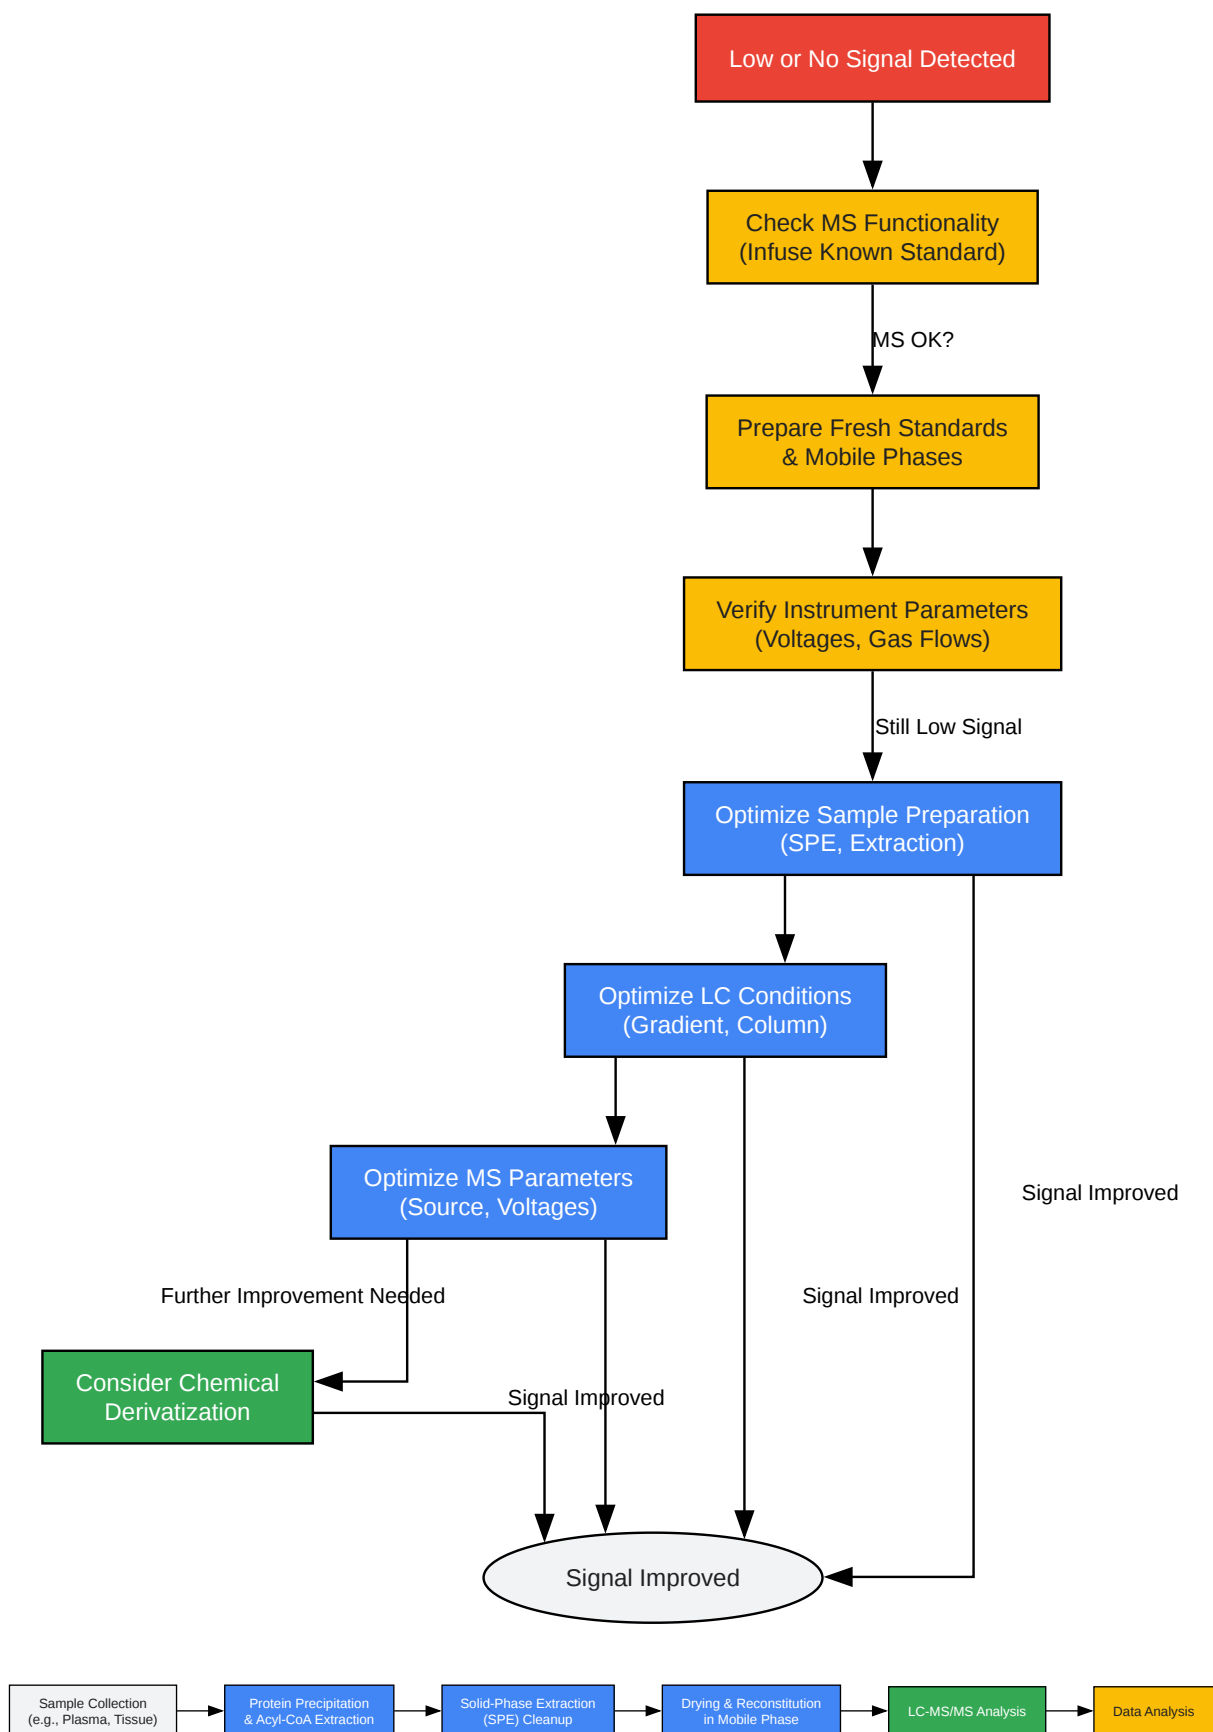 Low or No Signal Detected
Check MS Functionality
(Infuse Known Standard)
MS OK?
Prepare Fresh Standards
& Mobile Phases
Verify Instrument Parameters
(Voltages, Gas Flows)
Still Low Signal
Optimize Sample Preparation
(SPE, Extraction)
Optimize LC Conditions
(Gradient, Column)
Optimize MS Parameters
(Source, Voltages)
Signal Improved
Further Improvement Needed
Signal Improved
Consider Chemical
Derivatization
Signal Improved
Signal Improved
Sample Collection
(e.g., Plasma, Tissue)
Protein Precipitation
& Acyl-CoA Extraction
Solid-Phase Extraction
(SPE) Cleanup
Drying & Reconstitution
in Mobile Phase
LC-MS/MS Analysis
Data Analysis